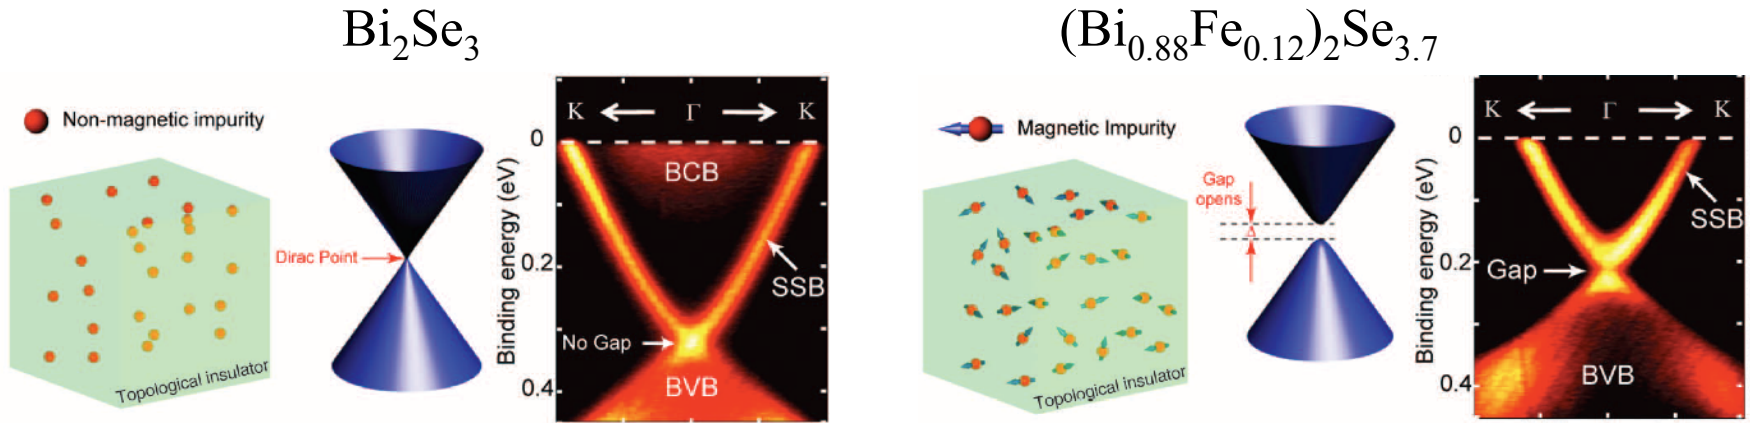 Bi₂Se₃
Non-magnetic impurity
Dirac Point
Topological insulator
Binding energy (eV)
0
0.2
0.4
K ← Γ → K
BCB
SSB
No Gap
BVB
(Bi₀.₈₈Fe₀.₁₂)₂Se₃.₇
Magnetic Impurity
Gap
opens
Δ
Topological insulator
Binding energy (eV)
0
0.2
0.4
K ← Γ → K
SSB
Gap
BVB